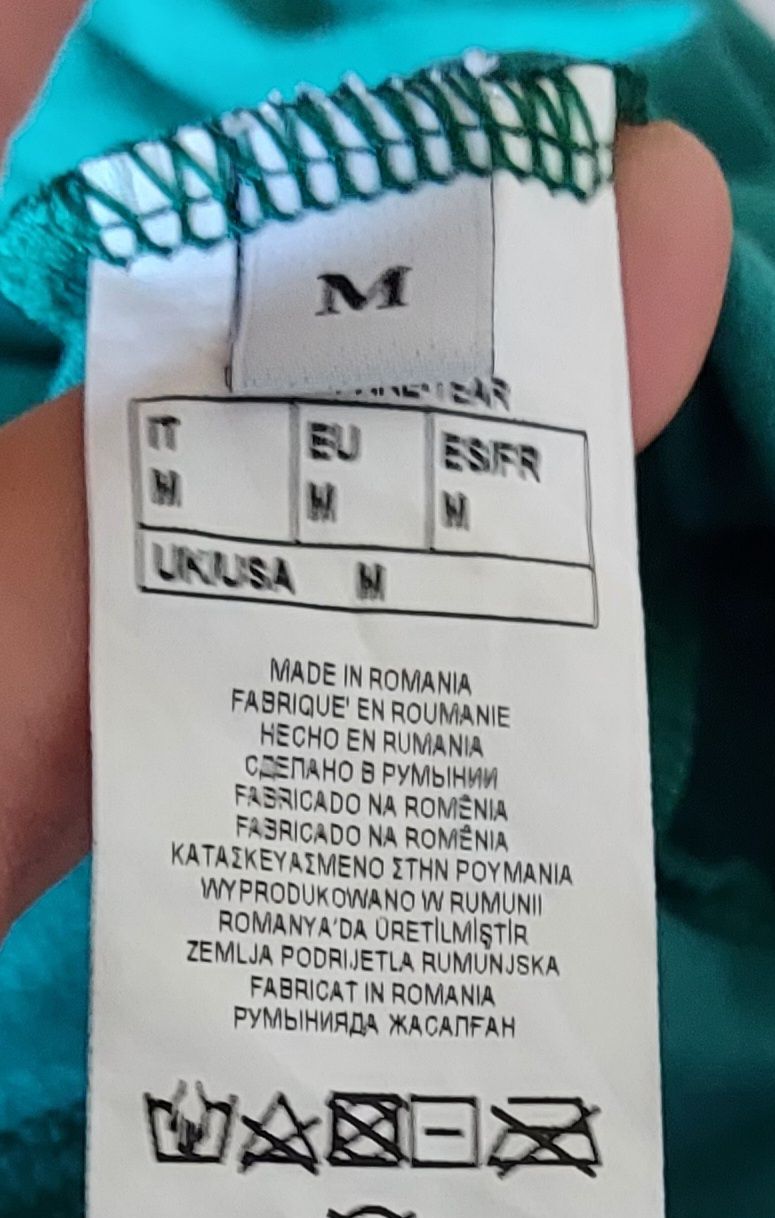 M
IT EU ES/FR
M M M
UK/USA M
MADE IN ROMANIA
FABRIQUE' EN ROUMANIE
HECHO EN RUMANIA
СДЕЛАНО В РУМЫНИИ
FABRICADO NA ROMÊNIA
FABRICADO NA ROMÊNIA
ΚΑΤΑΣΚΕΥΑΣΜΕΝΟ ΣΤΗΝ ΡΟΥΜΑΝΙΑ
WYPRODUKOWANO W RUMUNII
ROMANYA'DA ÜRETİLMİŞTİR
ZEMLJA PODRIJETLA RUMUNJSKA
FABRICAT IN ROMANIA
РУМЫНИЯДА ЖАСАЛҒАН